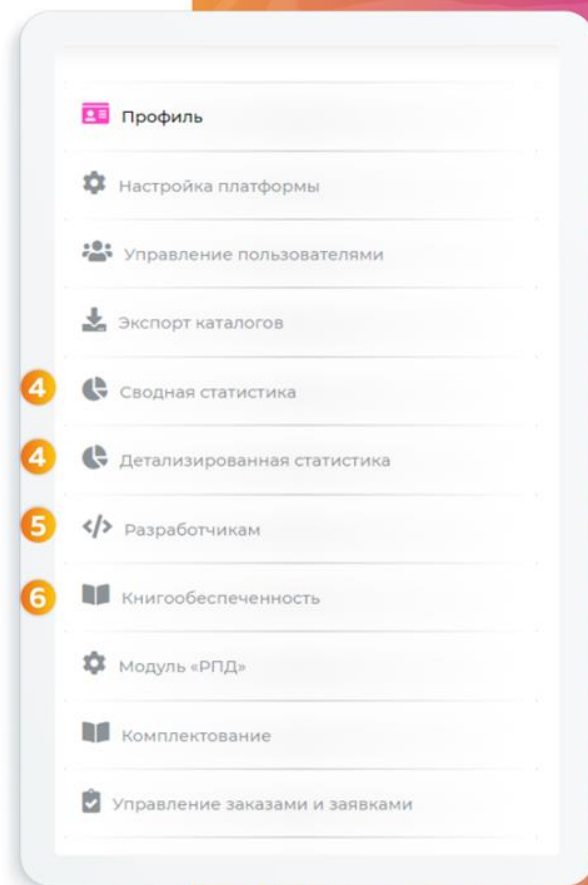 Профиль
Настройка платформы
Управление пользователями
Экспорт каталогов
4 Сводная статистика
4 Детализированная статистика
5 Разработчикам
6 Книгообеспеченность
Модуль «РПД»
Комплектование
Управление заказами и заявками